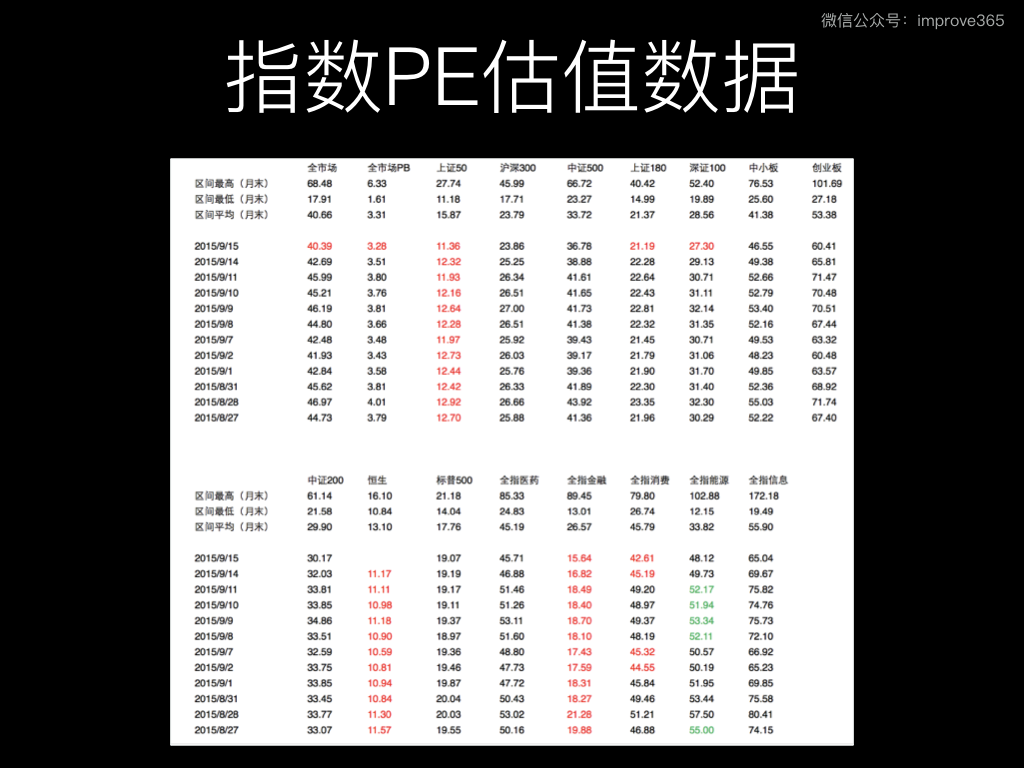 微信公众号：improve365
指数PE估值数据
全市场 全市场PB 上证50 沪深300 中证500 上证180 深证100 中小板 创业板
区间最高（月末） 68.48 6.33 27.74 45.99 66.72 40.42 52.40 76.53 101.69
区间最低（月末） 17.91 1.61 11.18 17.71 23.27 14.99 19.89 25.60 27.18
区间平均（月末） 40.66 3.31 15.87 23.79 33.72 21.37 28.56 41.38 53.38
2015/9/15 40.39 3.28 11.36 23.86 36.78 21.19 27.30 46.55 60.41
2015/9/14 42.69 3.51 12.32 25.25 38.88 22.28 29.13 49.38 65.81
2015/9/11 45.99 3.80 11.93 26.34 41.61 22.64 30.71 52.66 71.47
2015/9/10 45.21 3.76 12.16 26.51 41.65 22.43 31.11 52.79 70.48
2015/9/9 46.19 3.81 12.64 27.00 41.73 22.81 32.14 53.40 70.51
2015/9/8 44.80 3.66 12.28 26.51 41.38 22.32 31.35 52.16 67.44
2015/9/7 42.48 3.48 11.97 25.92 39.43 21.45 30.71 49.53 63.32
2015/9/2 41.93 3.43 12.73 26.03 39.17 21.79 31.06 48.23 60.48
2015/9/1 42.84 3.58 12.44 25.76 39.36 21.90 31.70 49.85 63.57
2015/8/31 45.62 3.81 12.42 26.33 41.89 22.30 31.40 52.36 68.92
2015/8/28 46.97 4.01 12.92 26.66 43.92 23.35 32.30 55.03 71.74
2015/8/27 44.73 3.79 12.70 25.88 41.36 21.96 30.29 52.22 67.40
中证200 恒生 标普500 全指医药 全指金融 全指消费 全指能源 全指信息
区间最高（月末） 61.14 16.10 21.18 85.33 89.45 79.80 102.88 172.18
区间最低（月末） 21.58 10.84 14.04 24.83 13.01 26.74 12.15 19.49
区间平均（月末） 29.90 13.10 17.76 45.19 26.57 45.79 33.82 55.90
2015/9/15 30.17 19.07 45.71 15.64 42.61 48.12 65.04
2015/9/14 32.03 11.17 19.19 46.88 16.82 45.19 49.73 69.67
2015/9/11 33.81 11.11 19.17 51.46 18.49 49.20 52.17 75.82
2015/9/10 33.85 10.98 19.11 51.26 18.40 48.97 51.94 74.76
2015/9/9 34.86 11.18 19.37 53.11 18.70 49.37 53.34 75.73
2015/9/8 33.51 10.90 18.97 51.60 18.10 48.19 52.11 72.10
2015/9/7 32.59 10.59 19.36 48.80 17.43 45.32 50.57 66.92
2015/9/2 33.75 10.81 19.46 47.73 17.59 44.55 50.19 65.23
2015/9/1 33.85 10.94 19.87 47.72 18.31 45.84 51.95 69.85
2015/8/31 33.45 10.84 20.04 50.43 18.27 49.46 53.44 75.58
2015/8/28 33.77 11.30 20.03 53.02 21.28 51.21 57.50 80.41
2015/8/27 33.07 11.57 19.55 50.16 19.88 46.88 55.00 74.15